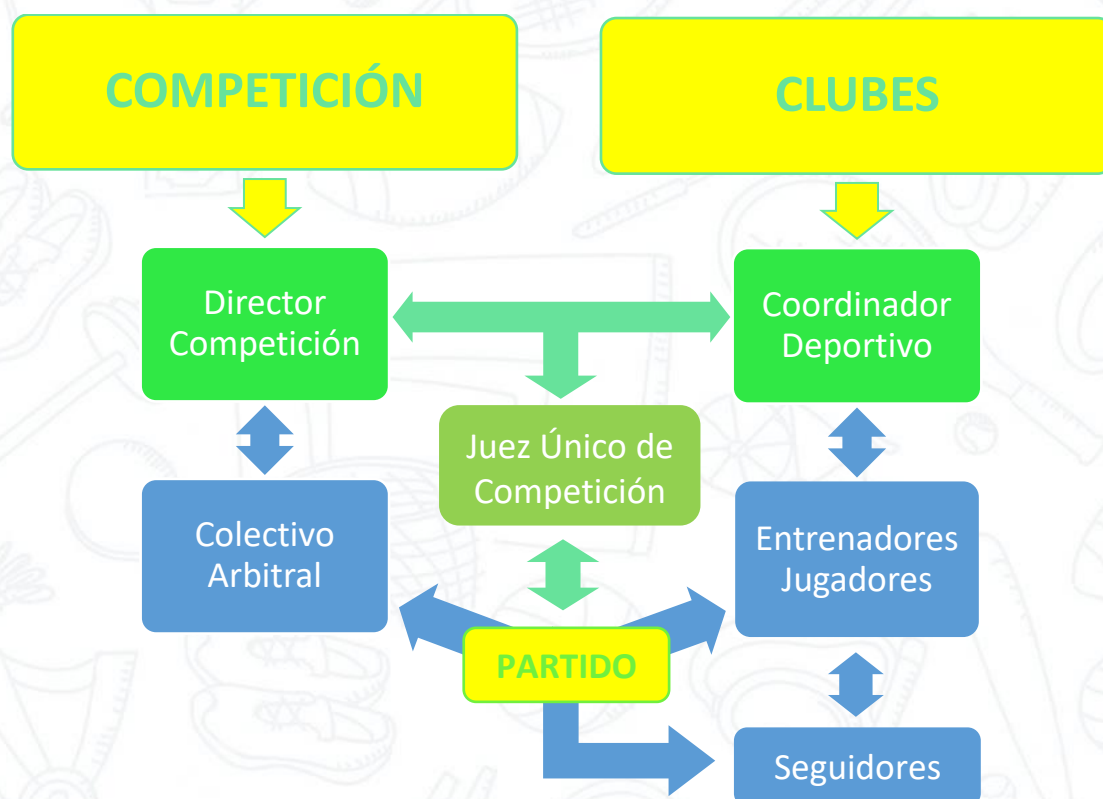 COMPETICIÓN
CLUBES
Director
Competición
Coordinador
Deportivo
Juez Único de
Competición
Colectivo
Arbitral
Entrenadores
Jugadores
PARTIDO
Seguidores